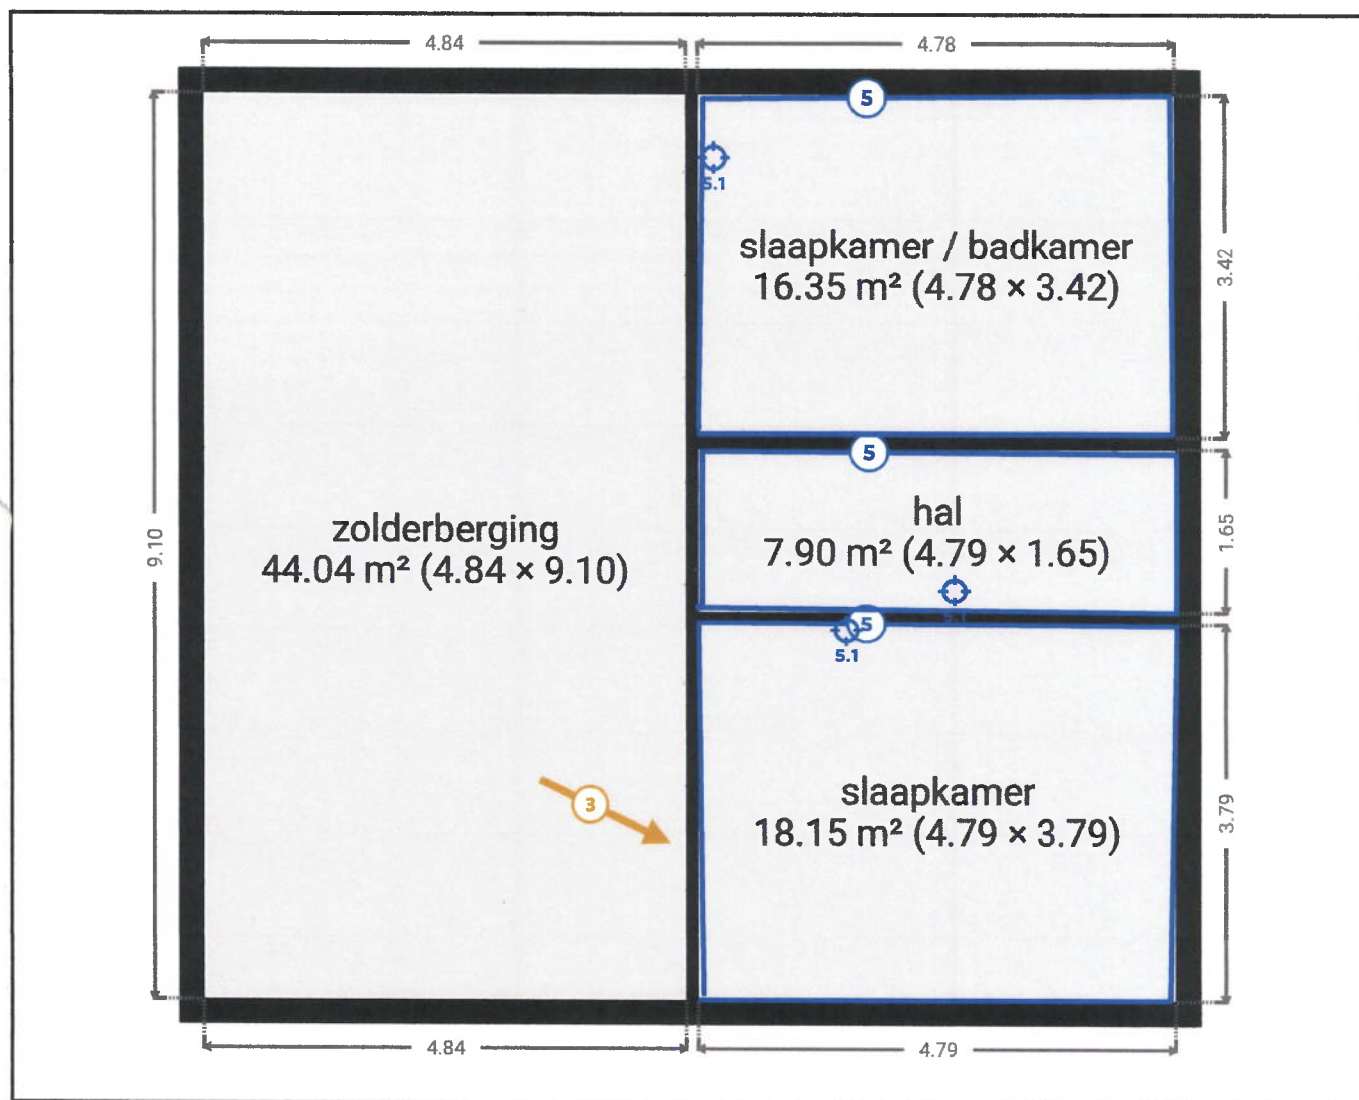 4.84
4.78
5
5.1
slaapkamer / badkamer
16.35 m² (4.78 × 3.42)
3.42
5
hal
7.90 m² (4.79 × 1.65)
1.65
zolderberging
44.04 m² (4.84 × 9.10)
9.10
5.1
5
5.1
3
slaapkamer
18.15 m² (4.79 × 3.79)
3.79
4.84
4.79